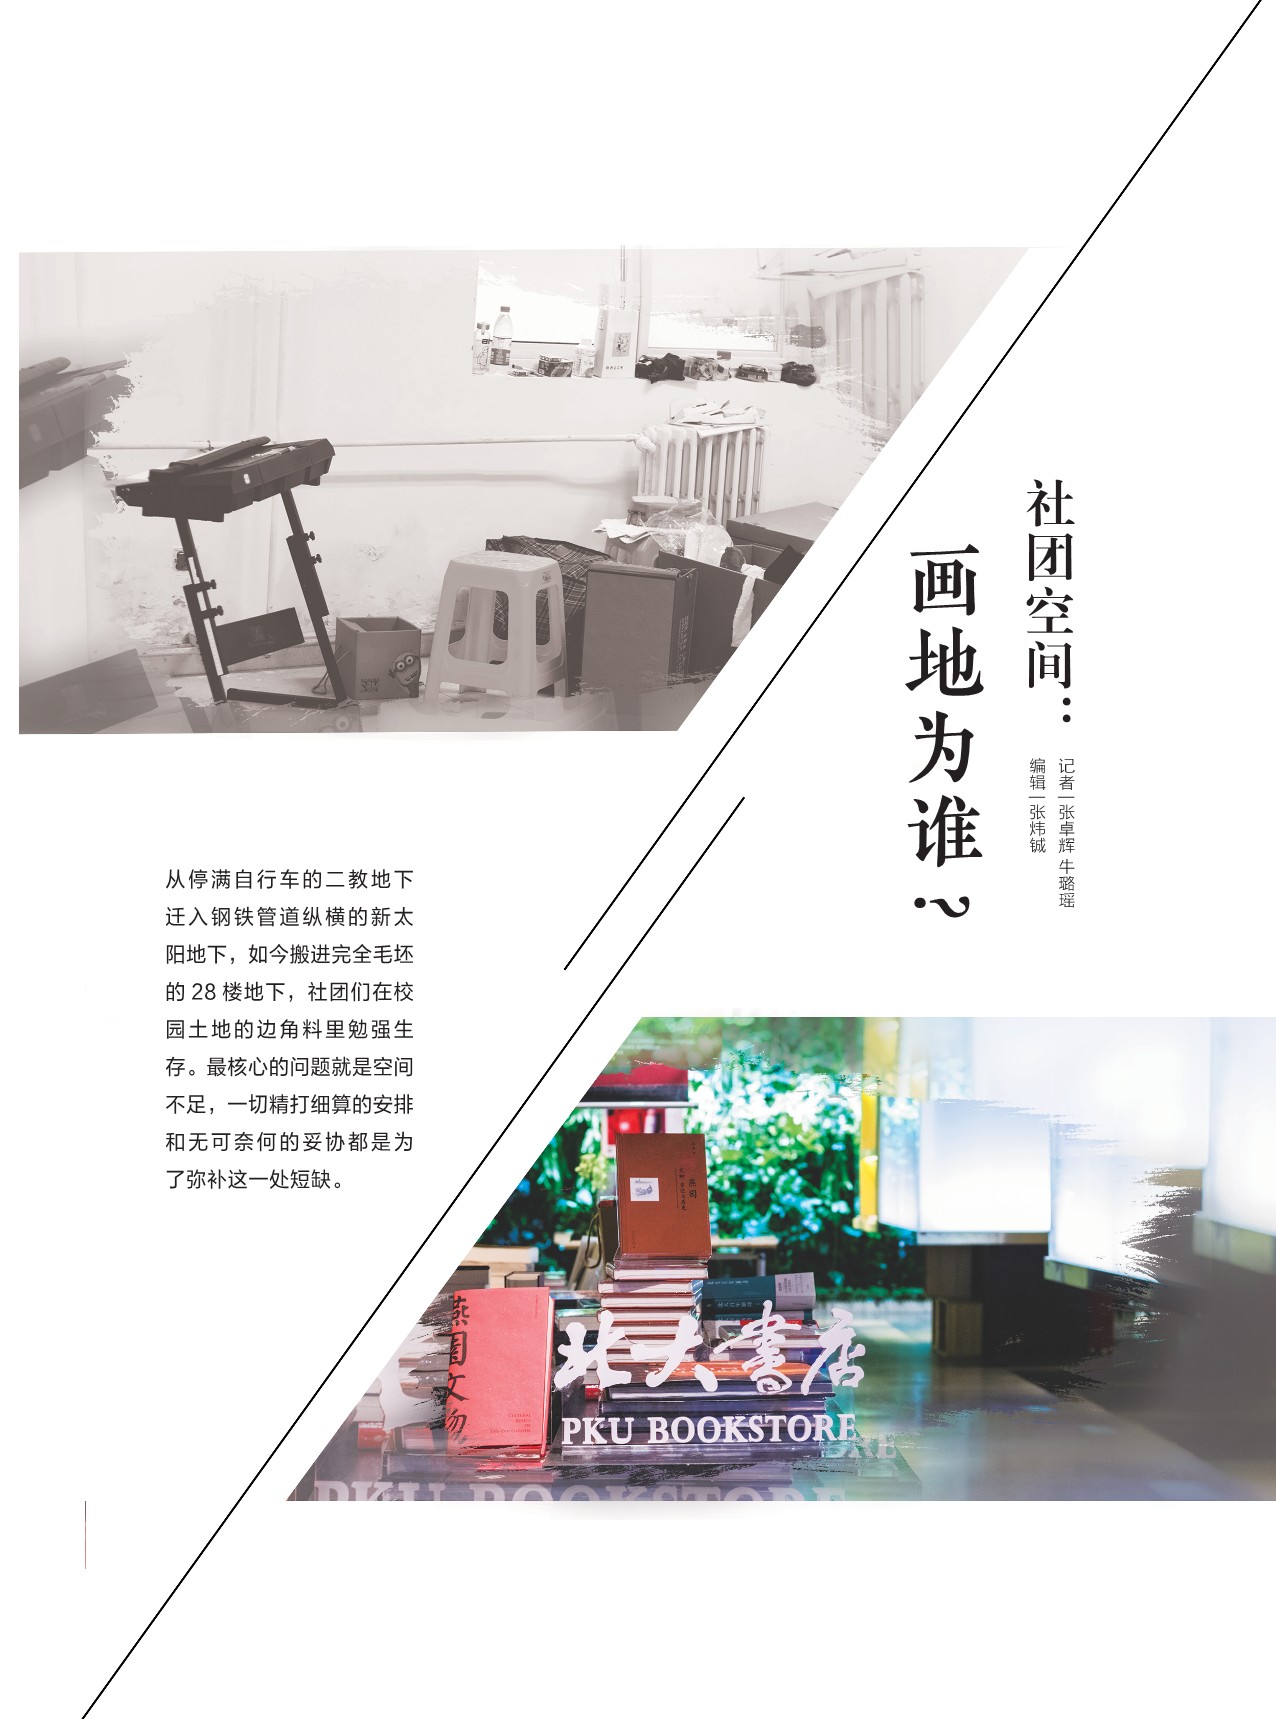 社团空间：
画地为谁？
记者|张卓辉 牛璐瑶
编辑|张炜铖
从停满自行车的二教地下
迁入钢铁管道纵横的新太
阳地下，如今搬进完全毛坯
的 28 楼地下，社团们在校
园土地的边角料里勉强生
存。最核心的问题就是空间
不足，一切精打细算的安排
和无可奈何的妥协都是为
了弥补这一处短缺。
燕园
燕园文物
北大書店
PKU BOOKSTORE
PKU BOOKSTORE